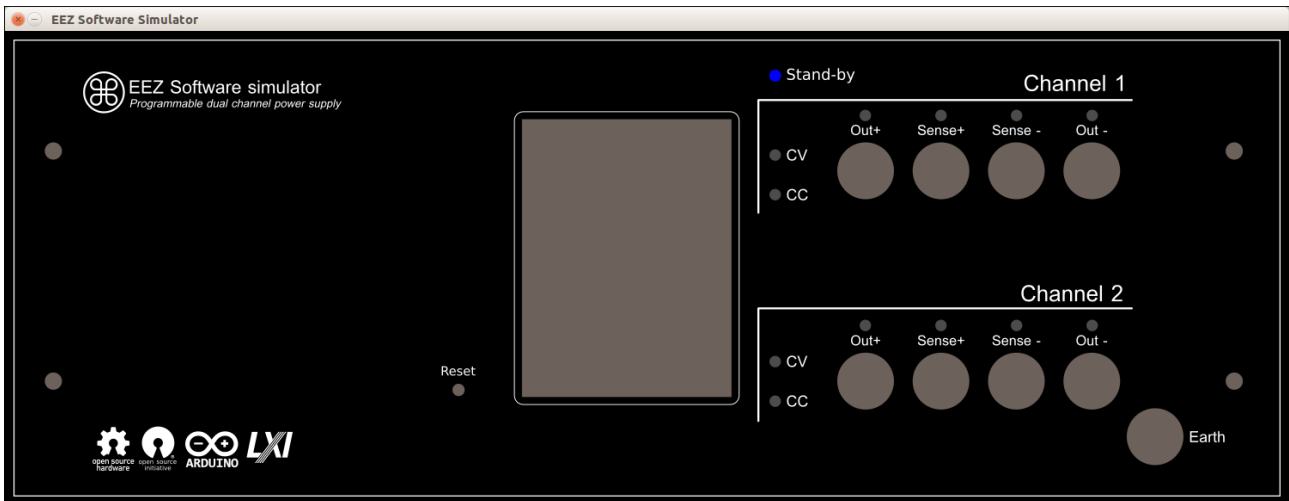 EEZ Software Simulator
EEZ Software simulator
Programmable dual channel power supply
Stand-by
Channel 1
Out+ Sense+ Sense - Out -
CV
CC
Channel 2
Out+ Sense+ Sense - Out -
CV
CC
Reset
Earth
open source
hardware
open source
initiative
ARDUINO
LXI